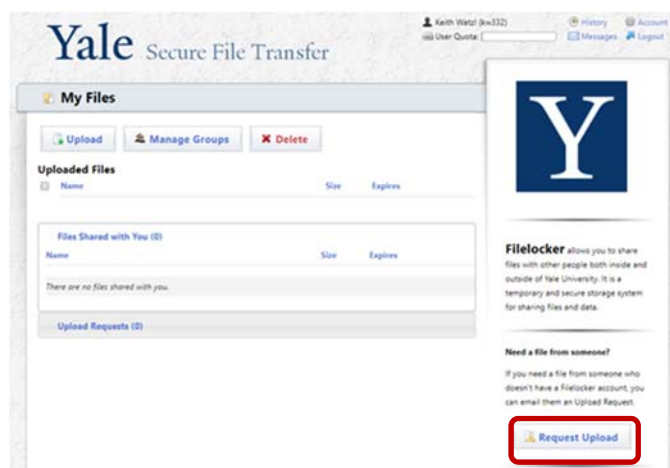 Yale Secure File Transfer
Keith Watzl (kw332)
History
Account
User Quota:
Messages
Logout
My Files
Upload
Manage Groups
Delete
Uploaded Files
Name
Size
Expires
Files Shared with You (0)
Name
Size
Expires
There are no files shared with you.
Upload Requests (0)
Y
Filelocker allows you to share
files with other people both inside and
outside of Yale University. It is a
temporary and secure storage system
for sharing files and data.
Need a file from someone?
If you need a file from someone who
doesn't have a Filelocker account, you
can email them an Upload Request.
Request Upload